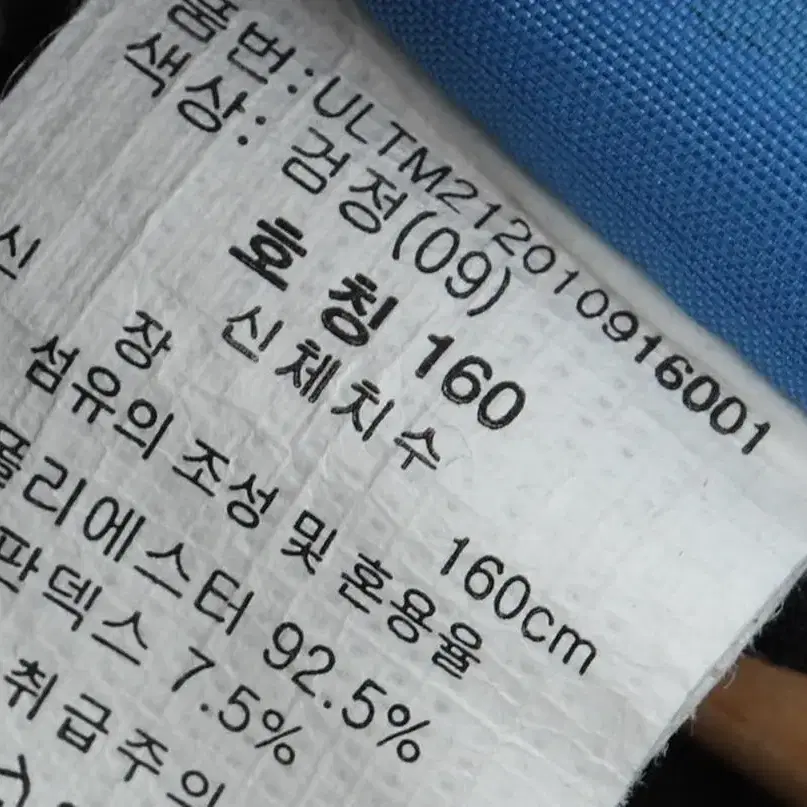 품번: ULTM212010916001
색상: 검정(09)
호칭 160
신체치수
신 장 160cm
섬유의 조성 및 혼용율
폴리에스터 92.5%
판덱스 7.5%
취급주의